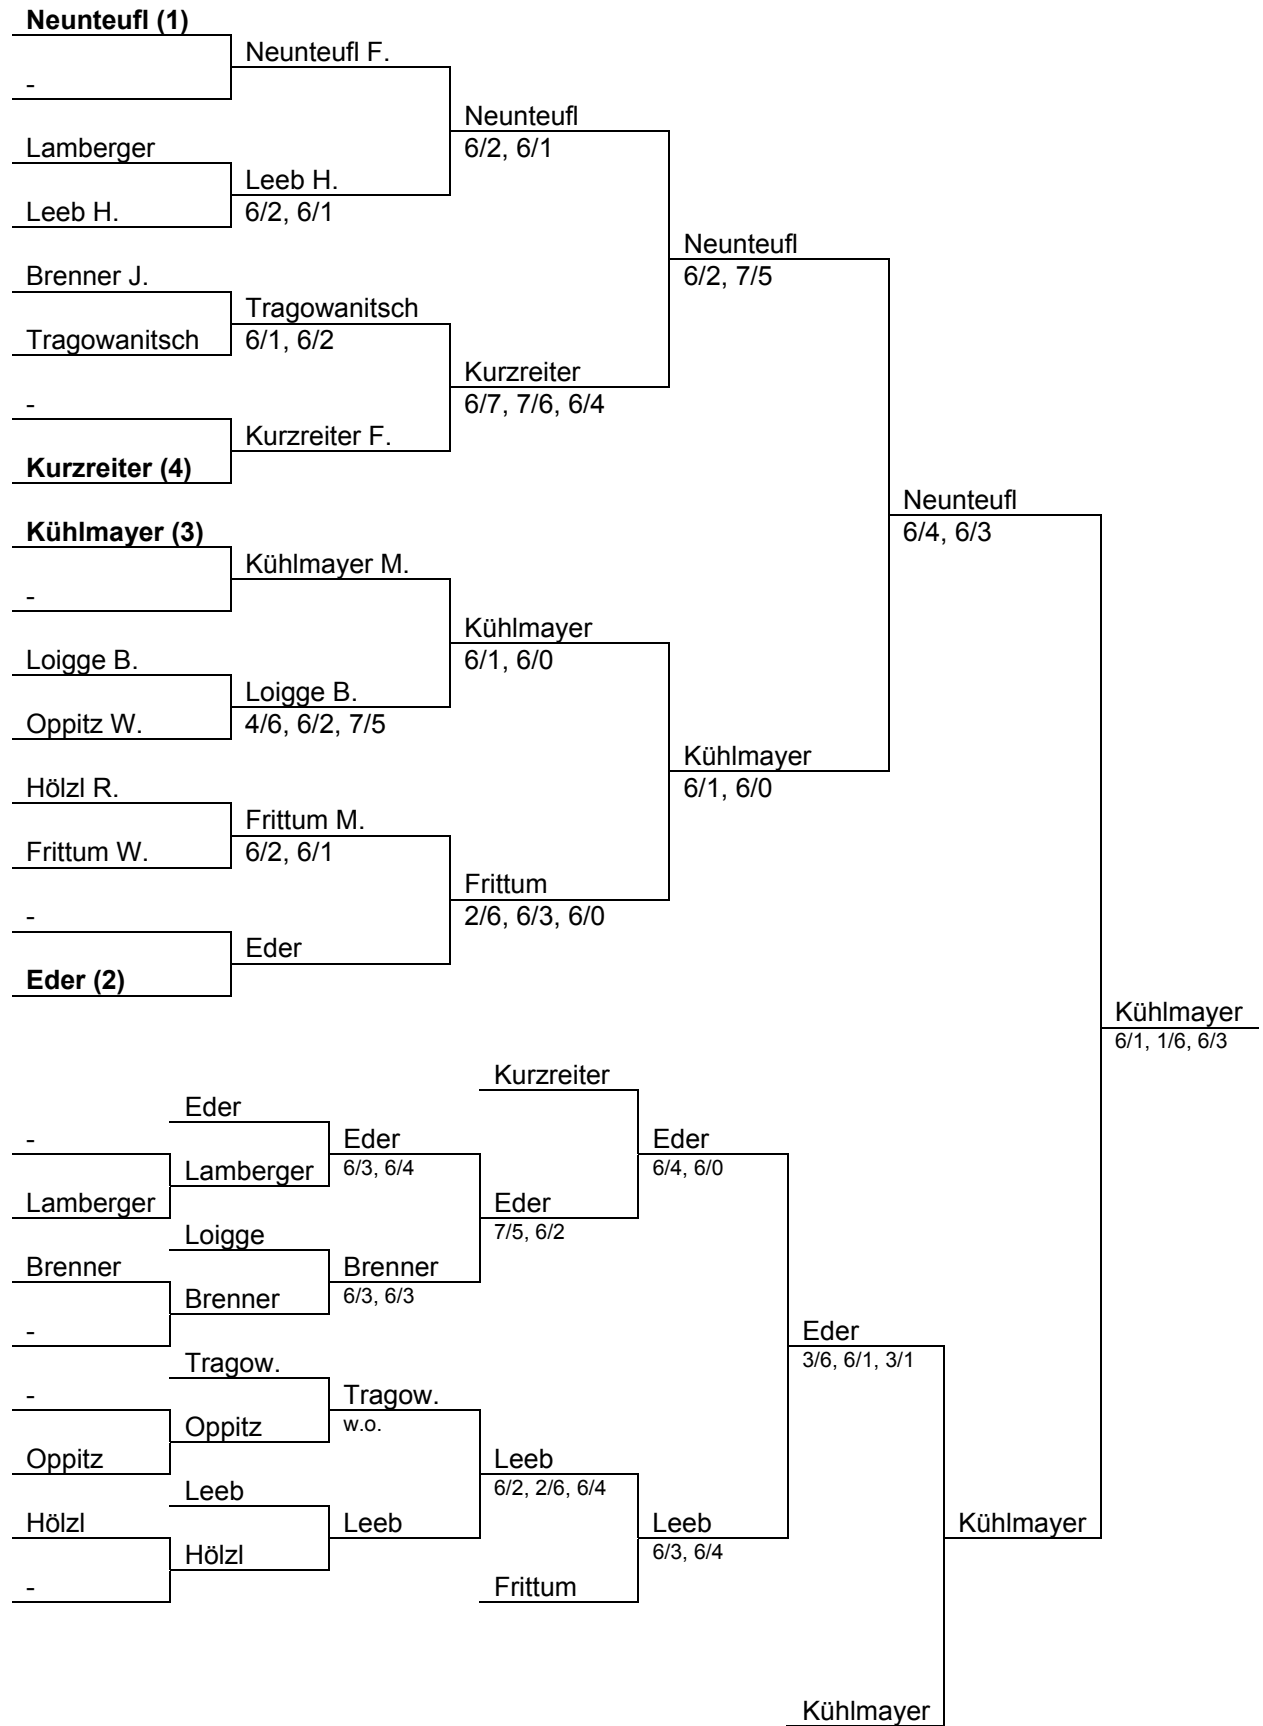 Neunteufl (1)
Neunteufl F.
-
Neunteufl
Lamberger
6/2, 6/1
Leeb H.
Leeb H.
6/2, 6/1
Neunteufl
Brenner J.
6/2, 7/5
Tragowanitsch
Tragowanitsch
6/1, 6/2
Kurzreiter
-
6/7, 7/6, 6/4
Kurzreiter F.
Kurzreiter (4)
Neunteufl
Kühlmayer (3)
6/4, 6/3
Kühlmayer M.
-
Kühlmayer
Loigge B.
6/1, 6/0
Loigge B.
Oppitz W.
4/6, 6/2, 7/5
Kühlmayer
Hölzl R.
6/1, 6/0
Frittum M.
Frittum W.
6/2, 6/1
Frittum
-
2/6, 6/3, 6/0
Eder
Eder (2)
Kühlmayer
6/1, 1/6, 6/3
Kurzreiter
Eder
-
Eder
Eder
Lamberger
6/3, 6/4
6/4, 6/0
Lamberger
Eder
Loigge
7/5, 6/2
Brenner
Brenner
Brenner
6/3, 6/3
-
Eder
Tragow.
3/6, 6/1, 3/1
-
Tragow.
Oppitz
w.o.
Oppitz
Leeb
Leeb
6/2, 2/6, 6/4
Hölzl
Leeb
Leeb
Kühlmayer
Hölzl
6/3, 6/4
-
Frittum
Kühlmayer